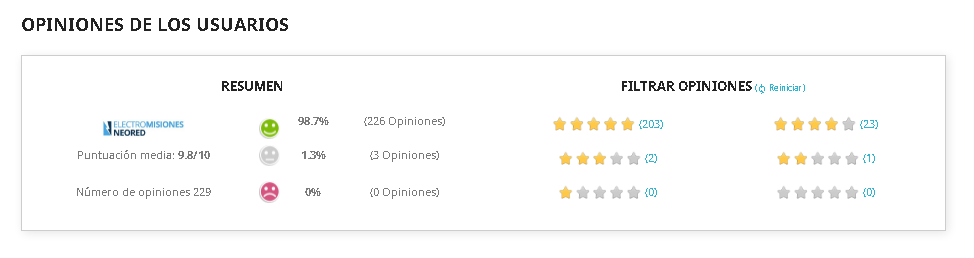 OPINIONES DE LOS USUARIOS
RESUMEN
ELECTROMISIONES
NEORED
98.7% (226 Opiniones)
Puntuación media: 9.8/10 1.3% (3 Opiniones)
Número de opiniones 229 0% (0 Opiniones)
FILTRAR OPINIONES ( Reiniciar)
(203) (23)
(2) (1)
(0) (0)